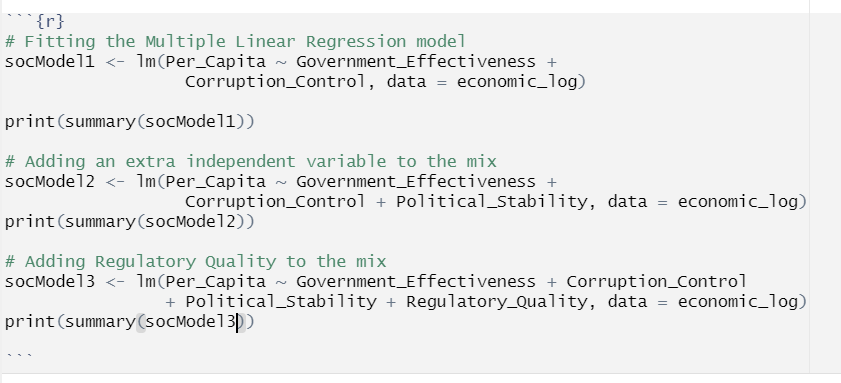 ```{r}
# Fitting the Multiple Linear Regression model
socModel1 <- lm(Per_Capita ~ Government_Effectiveness +
Corruption_Control, data = economic_log)
print(summary(socModel1))
# Adding an extra independent variable to the mix
socModel2 <- lm(Per_Capita ~ Government_Effectiveness +
Corruption_Control + Political_Stability, data = economic_log)
print(summary(socModel2))
# Adding Regulatory Quality to the mix
socModel3 <- lm(Per_Capita ~ Government_Effectiveness + Corruption_Control
+ Political_Stability + Regulatory_Quality, data = economic_log)
print(summary(socModel3))
```